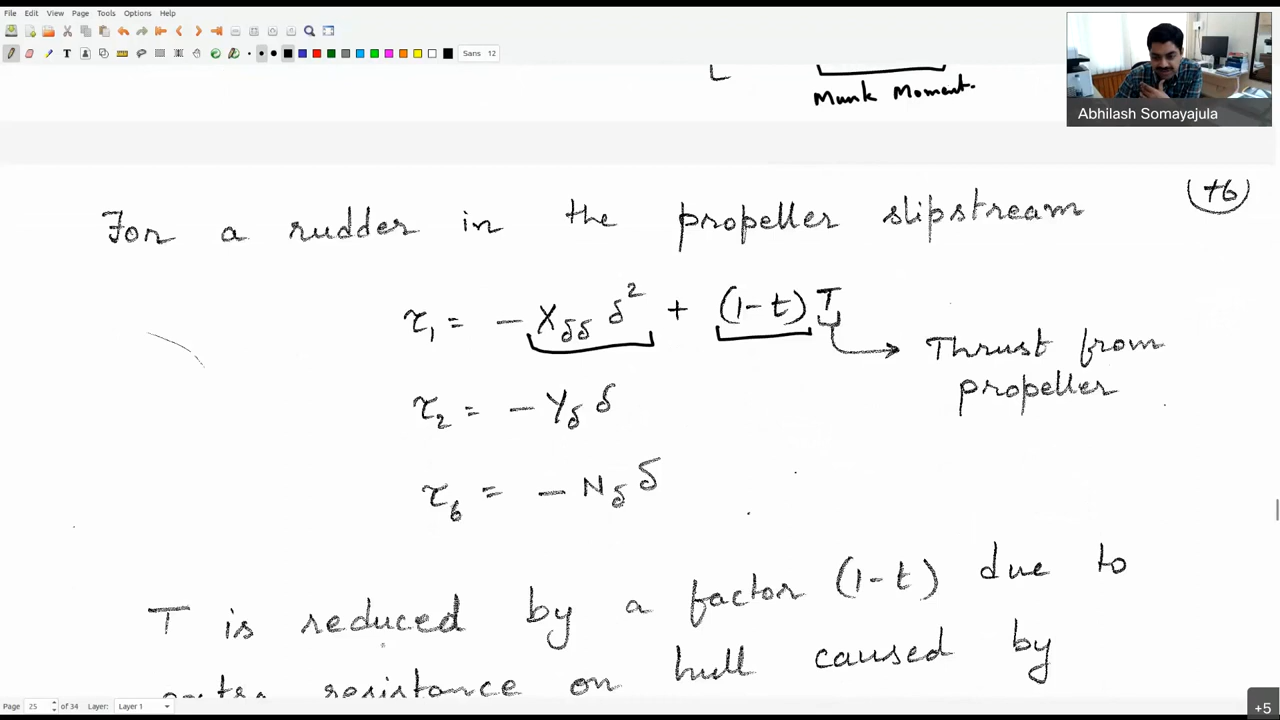 File Edit View Page Tools Options Help
T Sans 12
Munk Moment.
Abhilash Somayajula
For a rudder in the propeller slipstream
76
τ₁ = - X_δδ δ² + (1-t) T
Thrust from
propeller
τ₂ = - Y_δ δ
τ₆ = - N_δ δ
T is reduced by a factor (1-t) due to
extra resistance on hull caused by
Page 25 of 34 Layer: Layer 1
+5